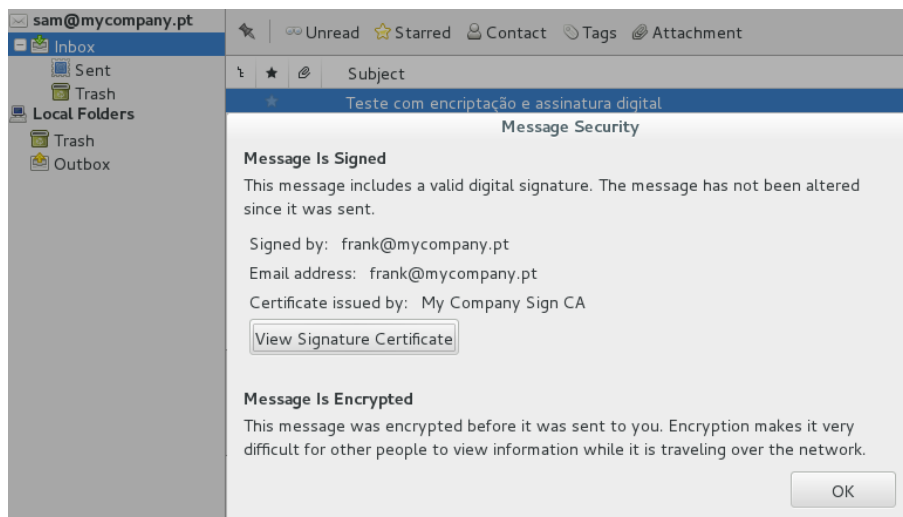 sam@mycompany.pt
Inbox
Sent
Trash
Local Folders
Trash
Outbox
Unread Starred Contact Tags Attachment
Subject
Teste com encriptação e assinatura digital
Message Security
Message Is Signed
This message includes a valid digital signature. The message has not been altered
since it was sent.
Signed by: frank@mycompany.pt
Email address: frank@mycompany.pt
Certificate issued by: My Company Sign CA
View Signature Certificate
Message Is Encrypted
This message was encrypted before it was sent to you. Encryption makes it very
difficult for other people to view information while it is traveling over the network.
OK